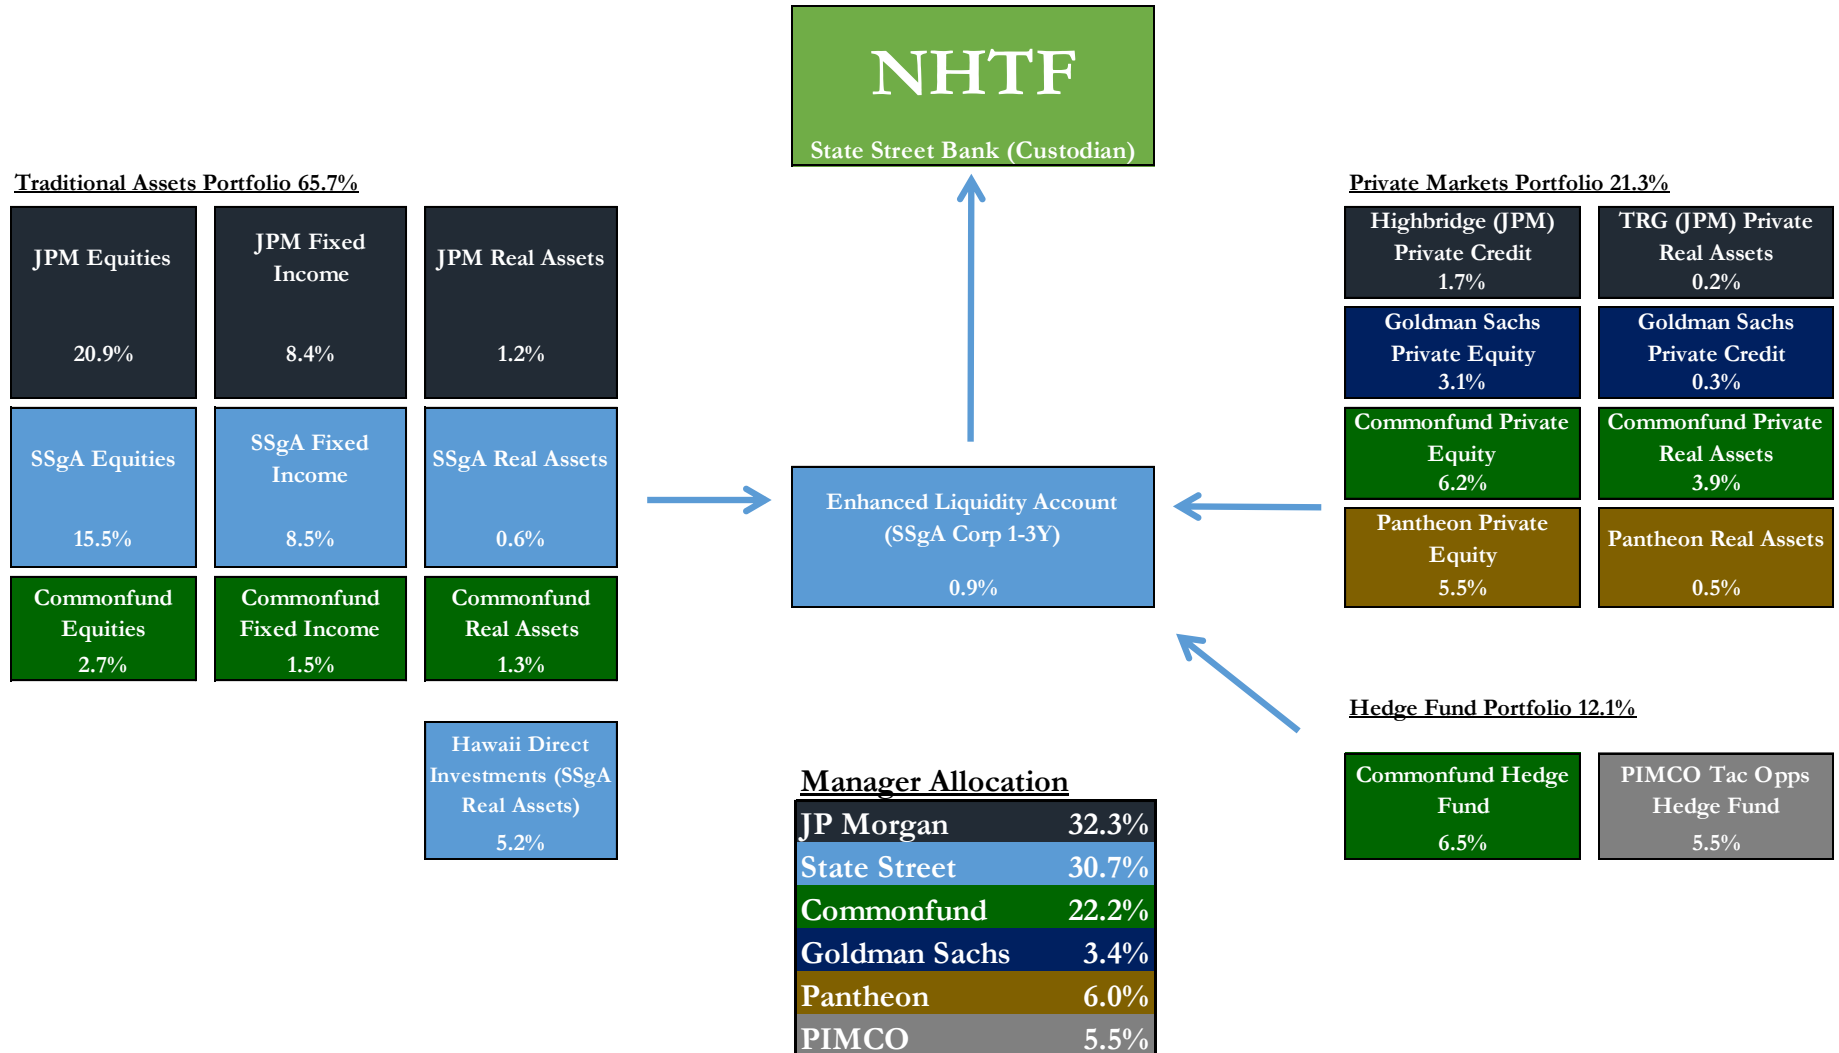 NHTF
State Street Bank (Custodian)
Traditional Assets Portfolio 65.7%
JPM Equities
20.9%
JPM Fixed
Income
8.4%
JPM Real Assets
1.2%
SSgA Equities
15.5%
SSgA Fixed
Income
8.5%
SSgA Real Assets
0.6%
Commonfund
Equities
2.7%
Commonfund
Fixed Income
1.5%
Commonfund
Real Assets
1.3%
Hawaii Direct
Investments (SSgA
Real Assets)
5.2%
Enhanced Liquidity Account
(SSgA Corp 1-3Y)
0.9%
Private Markets Portfolio 21.3%
Highbridge (JPM)
Private Credit
1.7%
TRG (JPM) Private
Real Assets
0.2%
Goldman Sachs
Private Equity
3.1%
Goldman Sachs
Private Credit
0.3%
Commonfund Private
Equity
6.2%
Commonfund Private
Real Assets
3.9%
Pantheon Private
Equity
5.5%
Pantheon Real Assets
0.5%
Hedge Fund Portfolio 12.1%
Commonfund Hedge
Fund
6.5%
PIMCO Tac Opps
Hedge Fund
5.5%
Manager Allocation
JP Morgan 32.3%
State Street 30.7%
Commonfund 22.2%
Goldman Sachs 3.4%
Pantheon 6.0%
PIMCO 5.5%